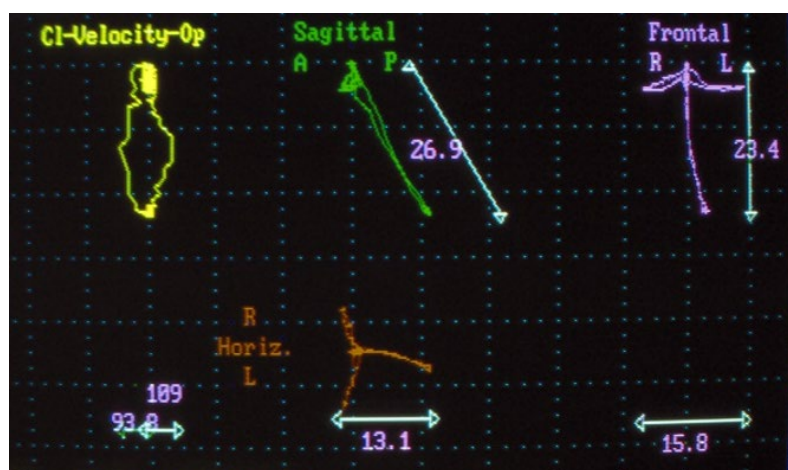 Cl-Velocity-Op
Sagittal
A P
Frontal
R L
26.9
23.4
R
Horiz.
L
109
93.8
13.1
15.8